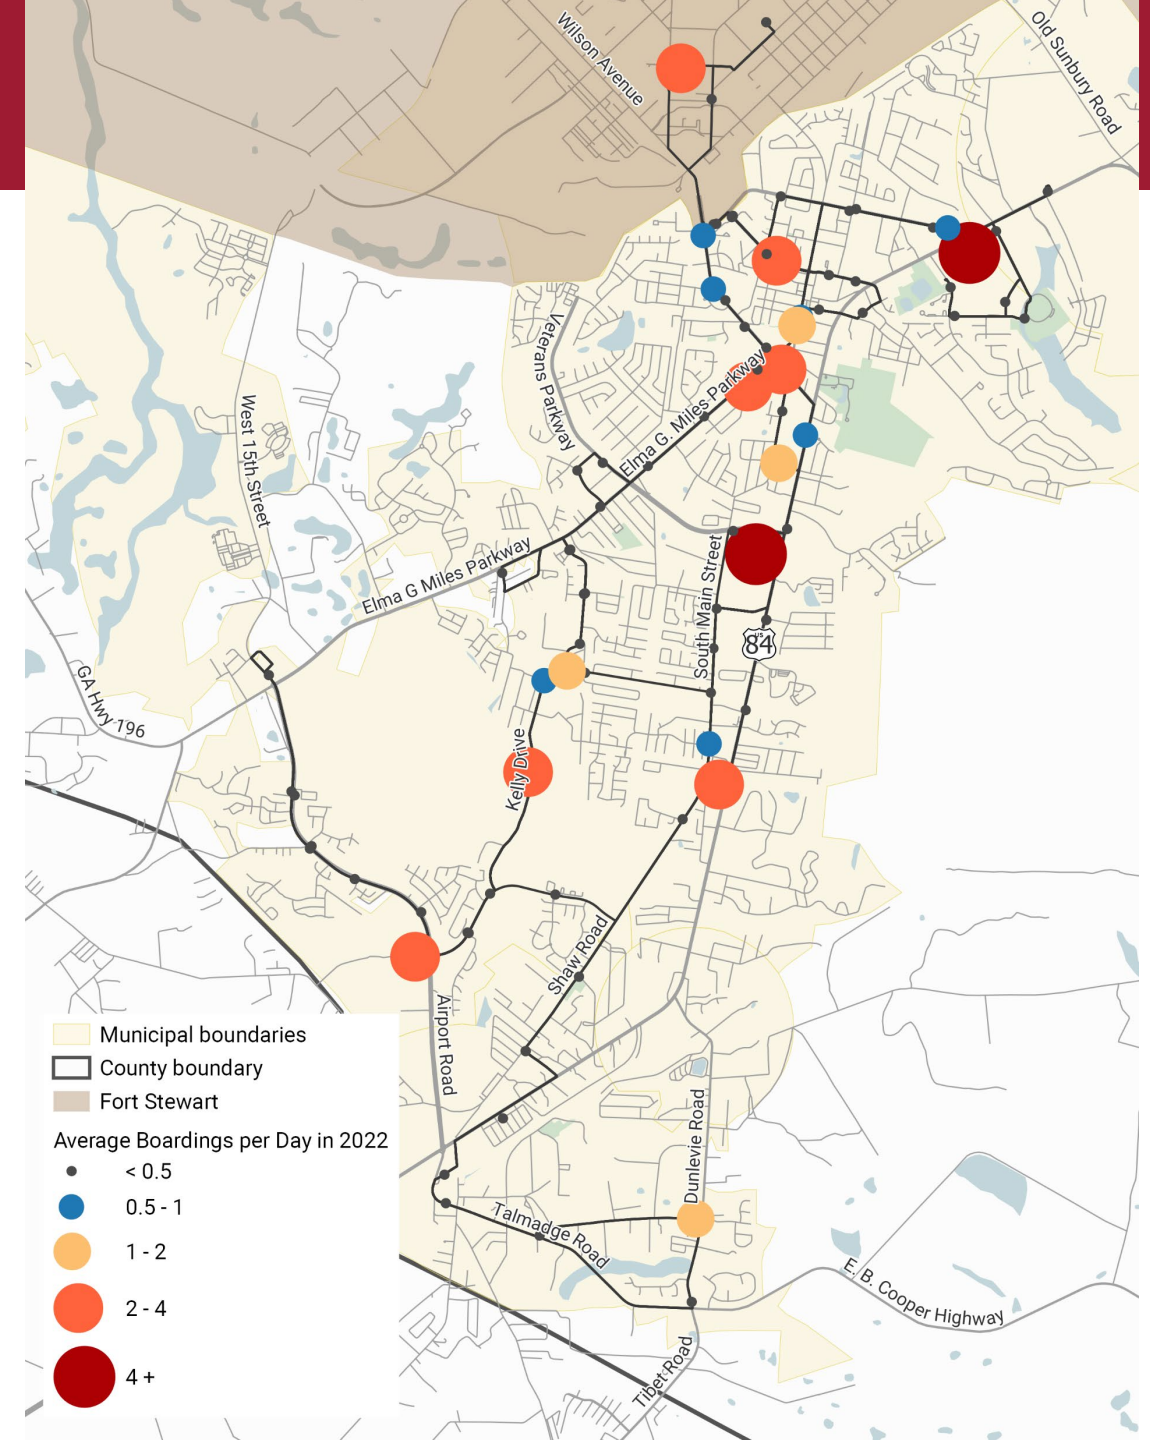 Wilson Avenue
Old Sunbury Road
Veterans Parkway
Elma G. Miles Parkway
West 15th Street
Elma G Miles Parkway
South Main Street
US
84
GA Hwy 196
Kelly Drive
Shaw Road
Airport Road
Dunlevie Road
Talmadge Road
E. B. Cooper Highway
Tibet Road
Municipal boundaries
County boundary
Fort Stewart
Average Boardings per Day in 2022
< 0.5
0.5 - 1
1 - 2
2 - 4
4 +